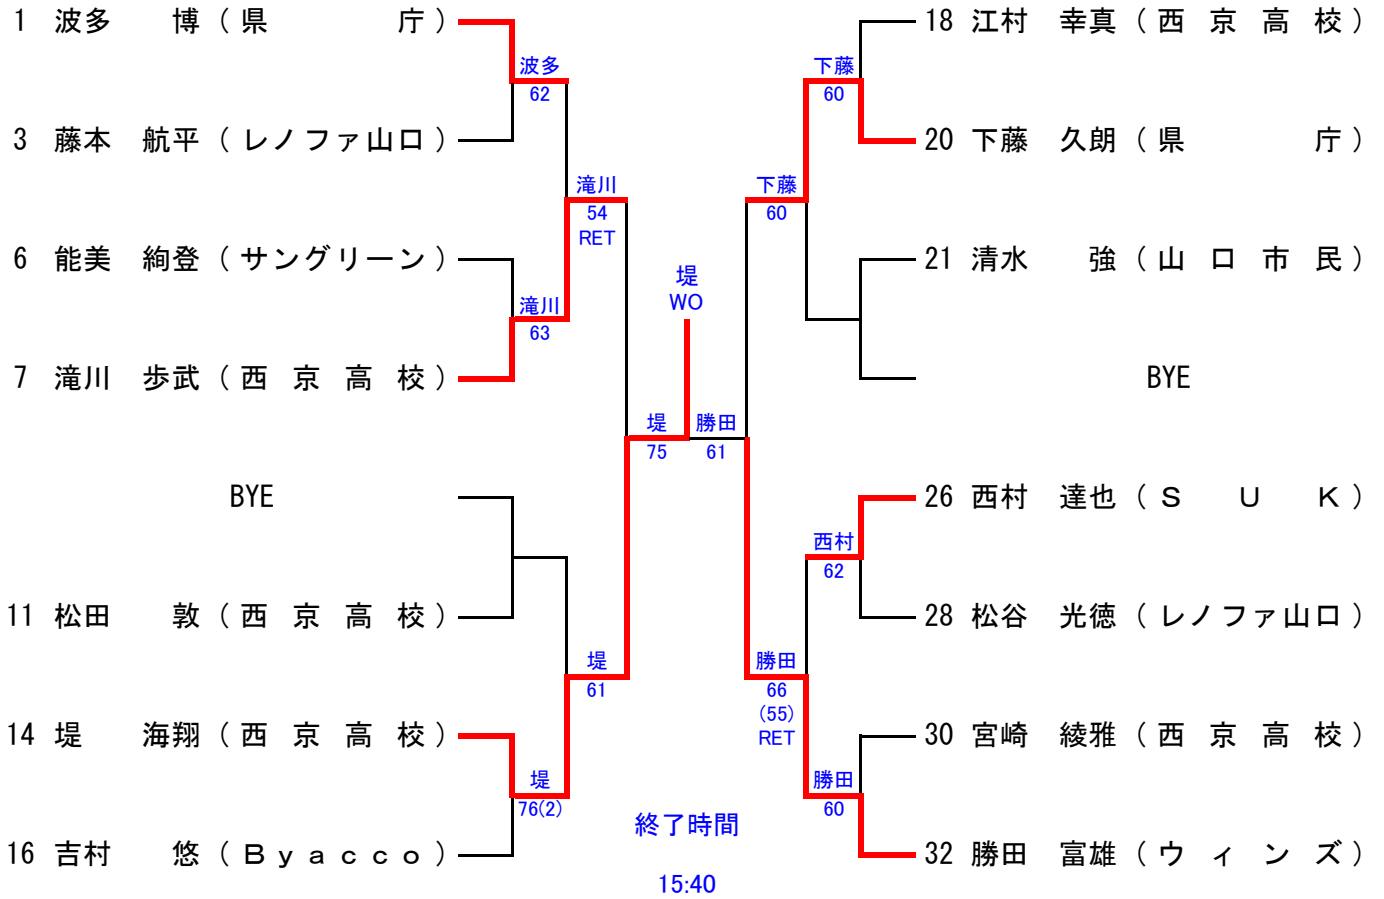 1 波多 博 ( 県 庁 )
波多
62
3 藤本 航平 ( レノファ山口 )
滝川
54
RET
6 能美 絢登 ( サングリーン )
滝川
63
7 滝川 歩武 ( 西 京 高 校 )
堤
75
BYE
11 松田 敦 ( 西 京 高 校 )
堤
61
14 堤 海翔 ( 西 京 高 校 )
堤
76(2)
16 吉村 悠 ( Ｂｙａｃｃｏ )
堤
WO
18 江村 幸真 ( 西 京 高 校 )
下藤
60
20 下藤 久朗 ( 県 庁 )
下藤
60
21 清水 強 ( 山 口 市 民 )
BYE
勝田
61
26 西村 達也 ( Ｓ Ｕ Ｋ )
西村
62
28 松谷 光徳 ( レノファ山口 )
勝田
66
(55)
RET
30 宮崎 綾雅 ( 西 京 高 校 )
勝田
60
32 勝田 富雄 ( ウ ィ ン ズ )
終了時間
15:40